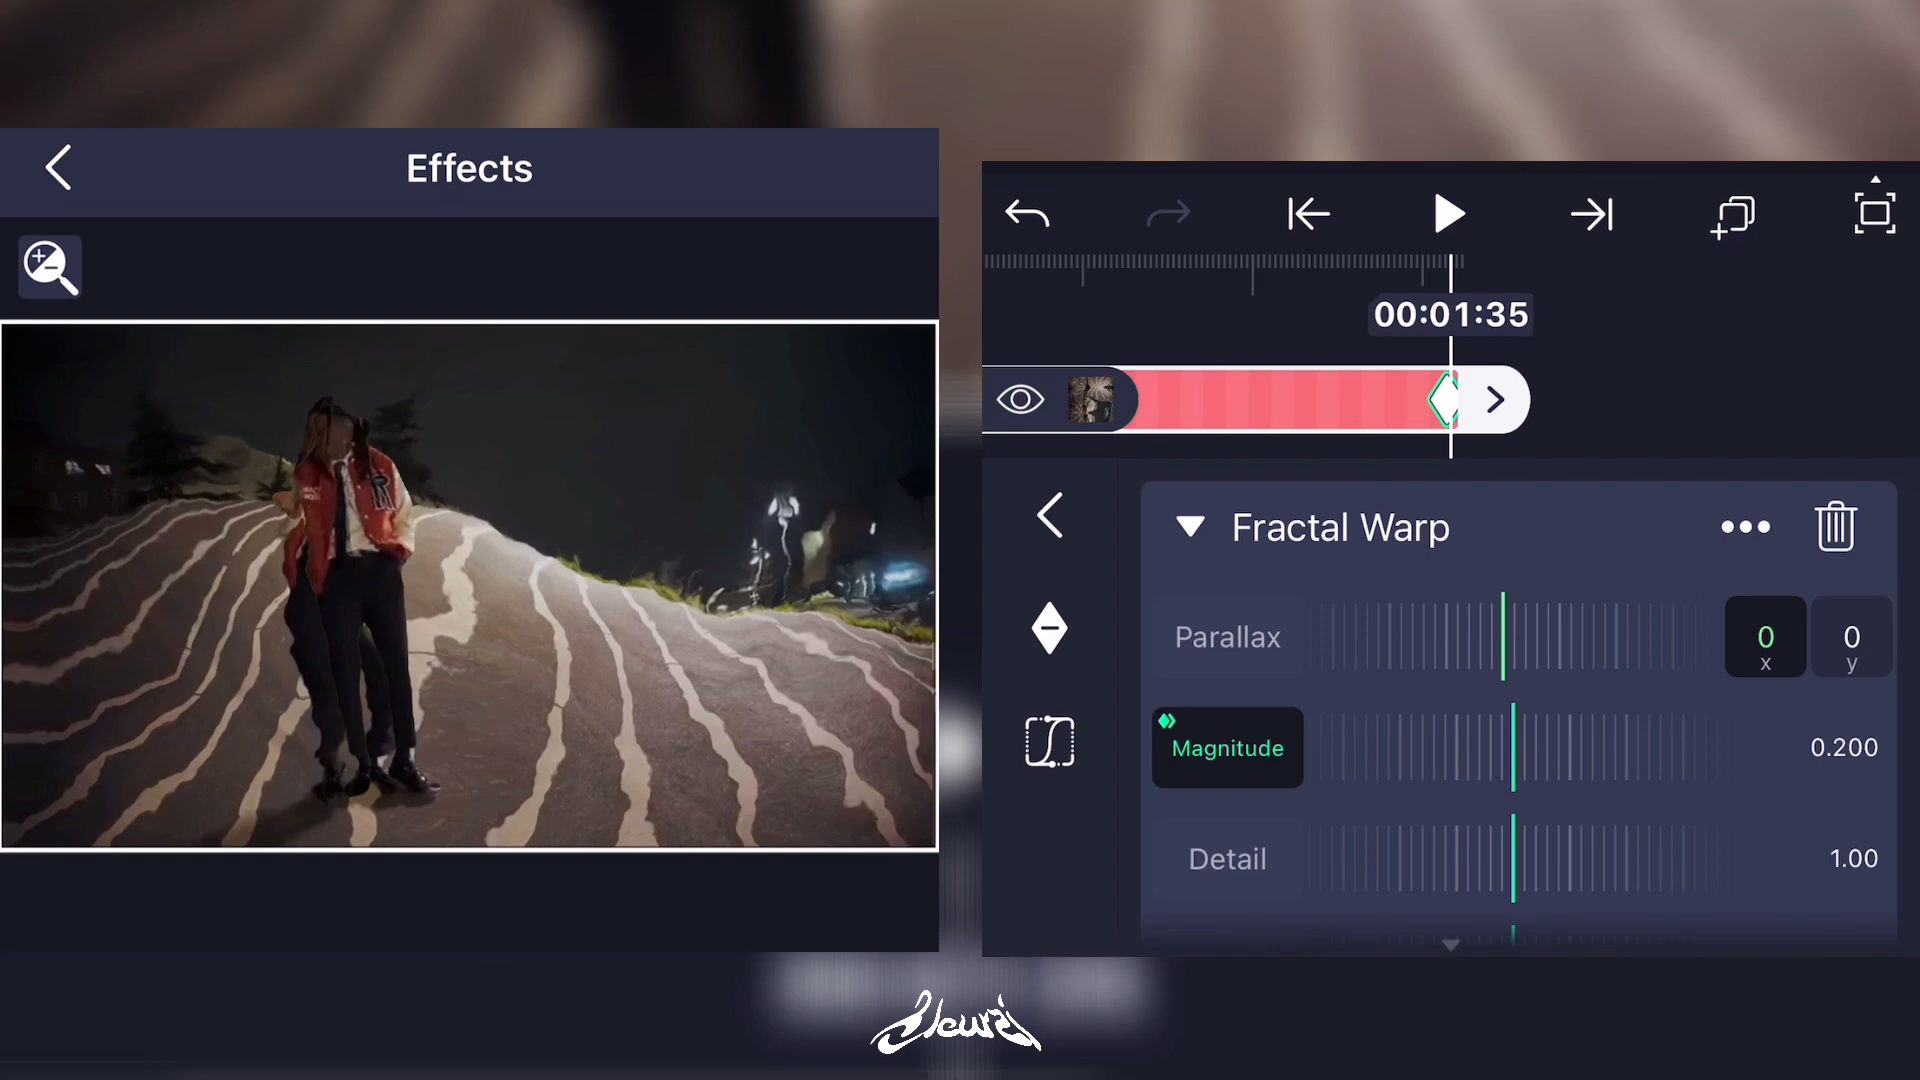 Effects
00:01:35
Fractal Warp
Parallax
0
x
0
y
Magnitude
0.200
Detail
1.00
R